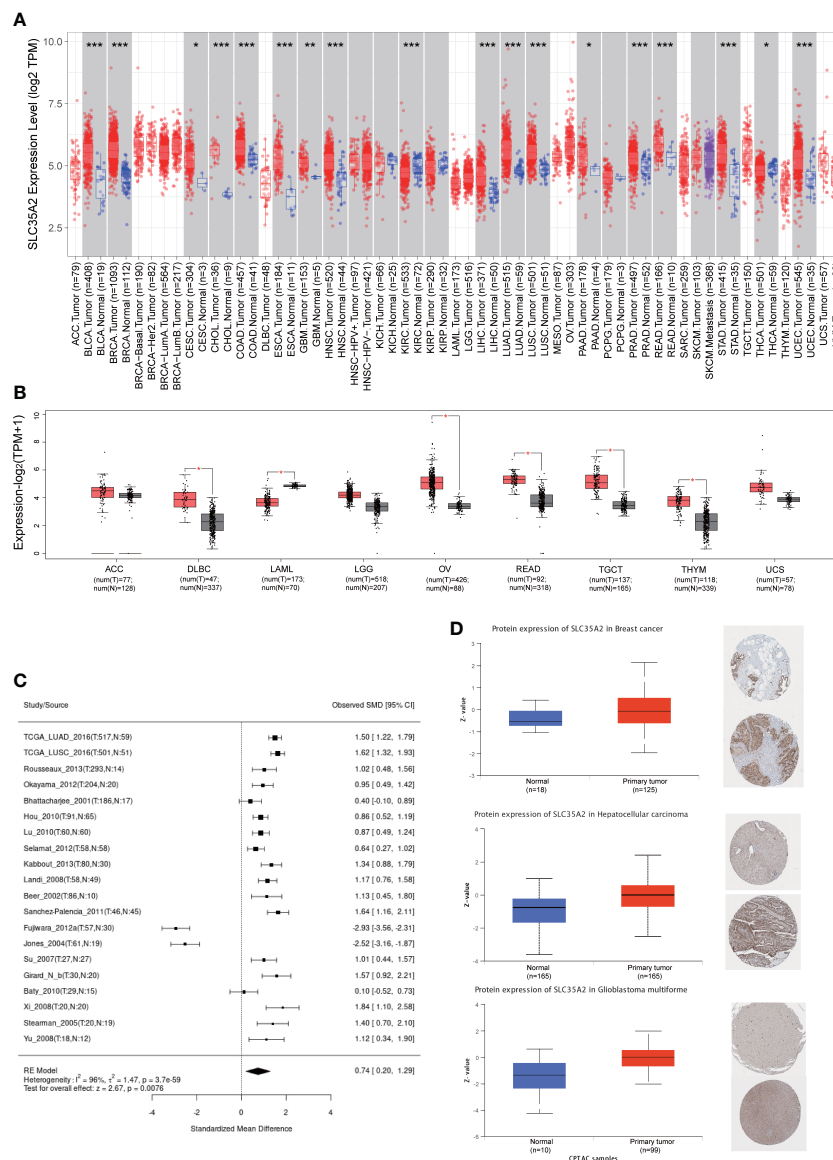 A
*** *** * *** *** *** ** *** *** *** *** *** * *** *** *** * ***
SLC35A2 Expression Level (log2 TPM)
10.0
7.5
5.0
2.5
ACC.Tumor (n=79)
BLCA.Tumor (n=408)
BLCA.Normal (n=19)
BRCA.Tumor (n=1093)
BRCA.Normal (n=112)
BRCA-Basal.Tumor (n=190)
BRCA-Her2.Tumor (n=82)
BRCA-LumA.Tumor (n=564)
BRCA-LumB.Tumor (n=217)
CESC.Tumor (n=304)
CESC.Normal (n=3)
CHOL.Tumor (n=36)
CHOL.Normal (n=9)
COAD.Tumor (n=457)
COAD.Normal (n=41)
DLBC.Tumor (n=48)
ESCA.Tumor (n=184)
ESCA.Normal (n=11)
GBM.Tumor (n=153)
GBM.Normal (n=5)
HNSC.Tumor (n=520)
HNSC.Normal (n=44)
HNSC-HPV+.Tumor (n=97)
HNSC-HPV-.Tumor (n=421)
KICH.Tumor (n=66)
KICH.Normal (n=25)
KIRC.Tumor (n=533)
KIRC.Normal (n=72)
KIRP.Tumor (n=290)
KIRP.Normal (n=32)
LAML.Tumor (n=173)
LGG.Tumor (n=516)
LIHC.Tumor (n=371)
LIHC.Normal (n=50)
LUAD.Tumor (n=515)
LUAD.Normal (n=59)
LUSC.Tumor (n=501)
LUSC.Normal (n=51)
MESO.Tumor (n=87)
OV.Tumor (n=303)
PAAD.Tumor (n=178)
PAAD.Normal (n=4)
PCPG.Tumor (n=179)
PCPG.Normal (n=3)
PRAD.Tumor (n=497)
PRAD.Normal (n=52)
READ.Tumor (n=166)
READ.Normal (n=10)
SARC.Tumor (n=259)
SKCM.Tumor (n=103)
SKCM.Metastasis (n=368)
STAD.Tumor (n=415)
STAD.Normal (n=35)
TGCT.Tumor (n=150)
THCA.Tumor (n=501)
THCA.Normal (n=59)
THYM.Tumor (n=120)
UCEC.Tumor (n=545)
UCEC.Normal (n=35)
UCS.Tumor (n=57)
B
Expression-log2(TPM+1)
10
8
6
4
2
0
* * * * * *
ACC DLBC LAML LGG OV READ TGCT THYM UCS
(num(T)=77; (num(T)=47; (num(T)=173; (num(T)=518; (num(T)=426; (num(T)=92; (num(T)=137; (num(T)=118; (num(T)=57;
num(N)=128) num(N)=337) num(N)=70) num(N)=207) num(N)=88) num(N)=318) num(N)=165) num(N)=339) num(N)=78)
C
Study/Source Observed SMD [95% CI]
TCGA_LUAD_2016(T:517,N:59) 1.50 [1.22, 1.79]
TCGA_LUSC_2016(T:501,N:51) 1.62 [1.32, 1.93]
Rousseaux_2013(T:293,N:14) 1.02 [0.48, 1.56]
Okayama_2012(T:204,N:20) 0.95 [0.49, 1.42]
Bhattacharjee_2001(T:186,N:17) 0.40 [-0.10, 0.89]
Hou_2010(T:91,N:65) 0.86 [0.52, 1.19]
Lu_2010(T:60,N:60) 0.87 [0.49, 1.24]
Selamat_2012(T:58,N:58) 0.64 [0.27, 1.02]
Kabbout_2013(T:80,N:30) 1.34 [0.88, 1.79]
Landi_2008(T:58,N:49) 1.17 [0.76, 1.58]
Beer_2002(T:86,N:10) 1.13 [0.45, 1.80]
Sanchez-Palencia_2011(T:46,N:45) 1.64 [1.16, 2.11]
Fujiwara_2012a(T:57,N:30) -2.93 [-3.56, -2.31]
Jones_2004(T:61,N:19) -2.52 [-3.16, -1.87]
Su_2007(T:27,N:27) 1.01 [0.44, 1.57]
Girard_N_b(T:30,N:20) 1.57 [0.92, 2.21]
Baty_2010(T:29,N:15) 0.10 [-0.52, 0.73]
Xi_2008(T:20,N:20) 1.84 [1.10, 2.58]
Stearman_2005(T:20,N:19) 1.40 [0.70, 2.10]
Yu_2008(T:18,N:12) 1.12 [0.34, 1.90]
RE Model 0.74 [0.20, 1.29]
Heterogeneity: I² = 96%, τ² = 1.47, p = 3.7e-59
Test for overall effect: z = 2.67, p = 0.0076
-4 -2 0 2 4
Standardized Mean Difference
D
Protein expression of SLC35A2 in Breast cancer
Z-value
3
2
1
0
-1
-2
-3
Normal Primary tumor
(n=18) (n=125)
Protein expression of SLC35A2 in Hepatocellular carcinoma
Z-value
4
2
0
-2
-4
Normal Primary tumor
(n=165) (n=165)
Protein expression of SLC35A2 in Glioblastoma multiforme
Z-value
4
2
0
-2
-4
-6
Normal Primary tumor
(n=10) (n=99)
CPTAC samples